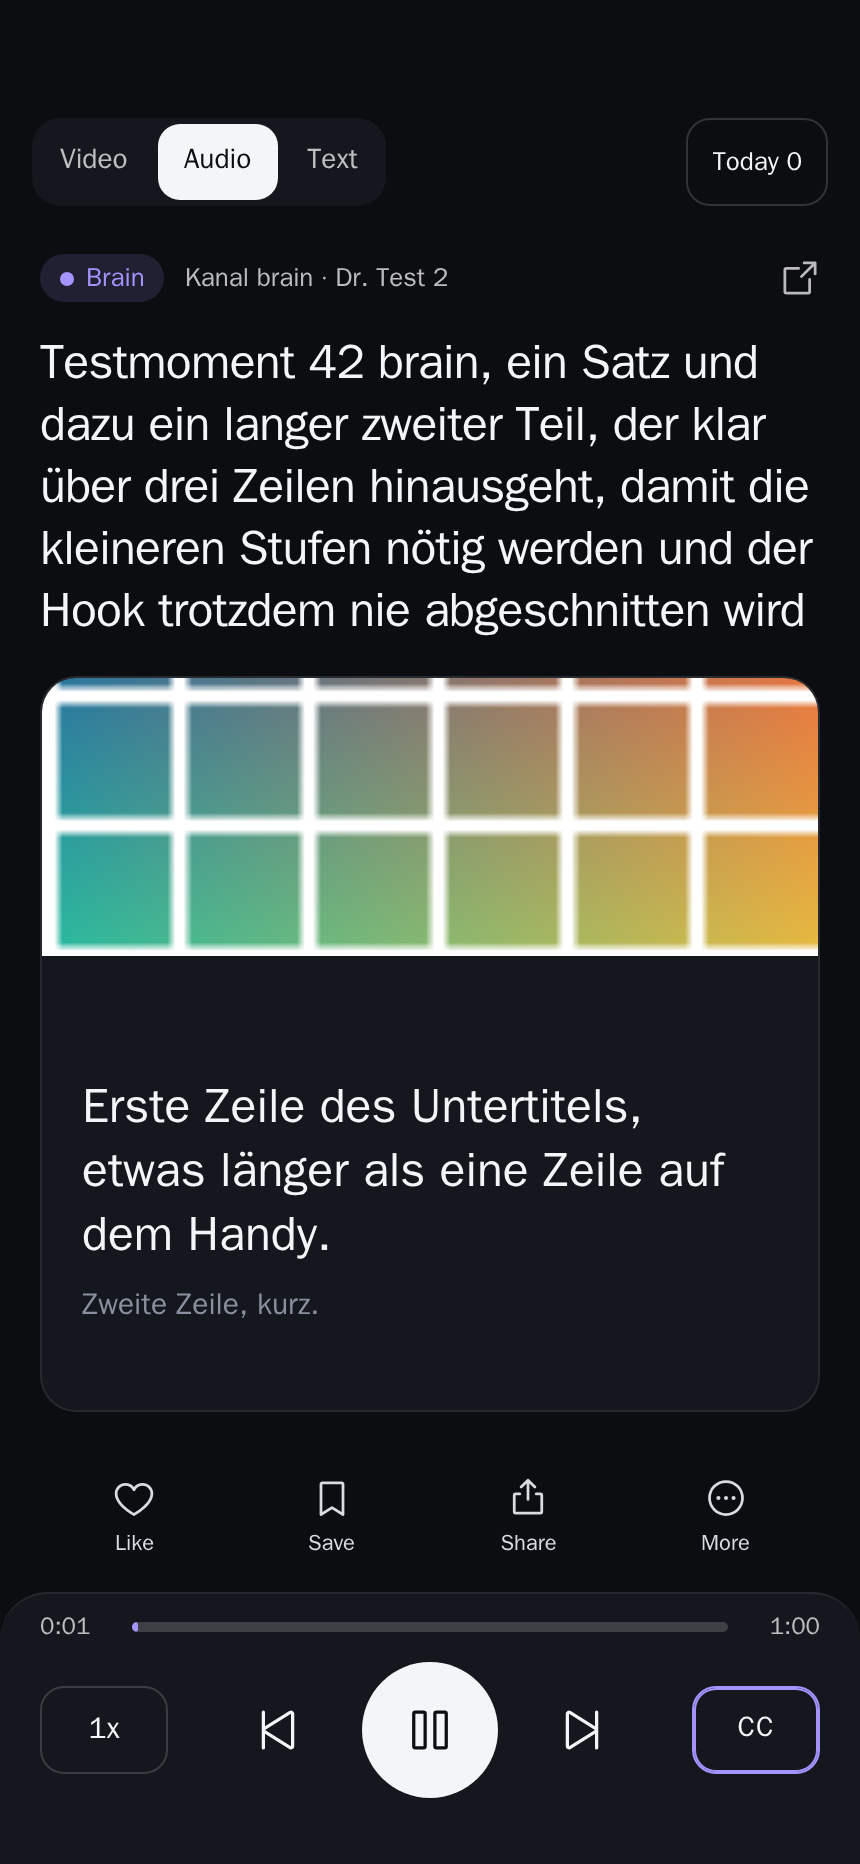 Video Audio Text Today 0
Brain Kanal brain · Dr. Test 2
Testmoment 42 brain, ein Satz und
dazu ein langer zweiter Teil, der klar
über drei Zeilen hinausgeht, damit die
kleineren Stufen nötig werden und der
Hook trotzdem nie abgeschnitten wird
Erste Zeile des Untertitels,
etwas länger als eine Zeile auf
dem Handy.
Zweite Zeile, kurz.
Like Save Share More
0:01 1:00
1x CC